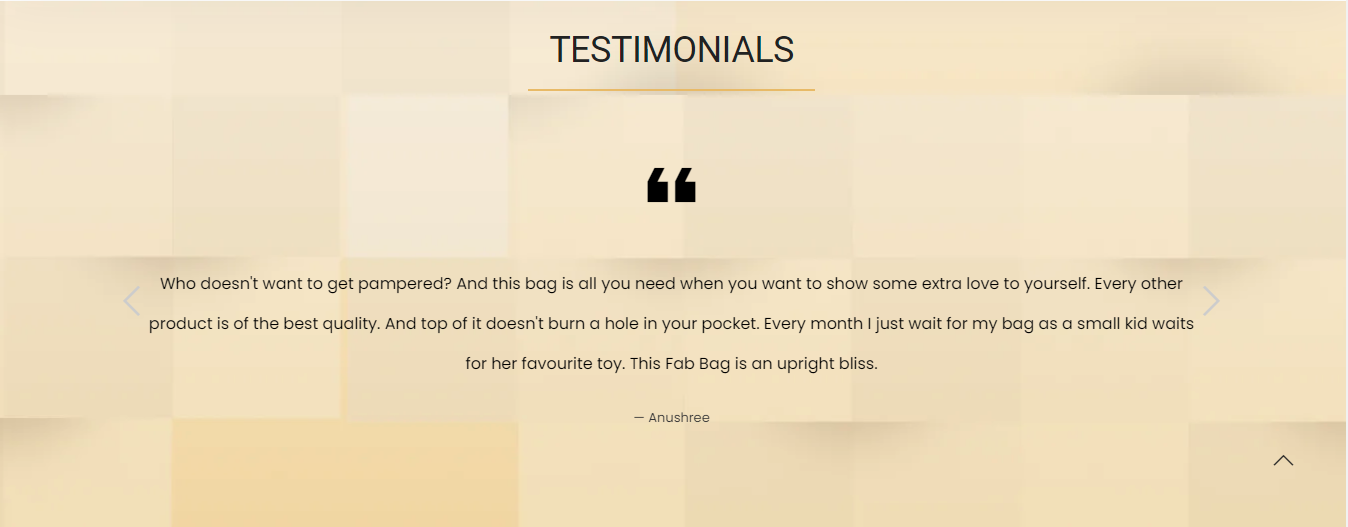 TESTIMONIALS
❝
Who doesn't want to get pampered? And this bag is all you need when you want to show some extra love to yourself. Every other
product is of the best quality. And top of it doesn't burn a hole in your pocket. Every month I just wait for my bag as a small kid waits
for her favourite toy. This Fab Bag is an upright bliss.
— Anushree